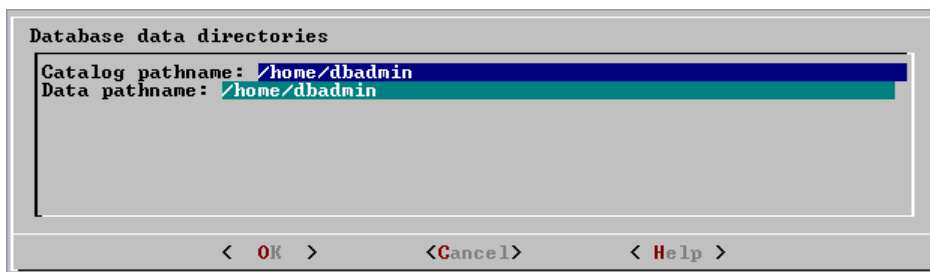 Database data directories
Catalog pathname: /home/dbadmin
Data pathname: /home/dbadmin
< OK > <Cancel> < Help >